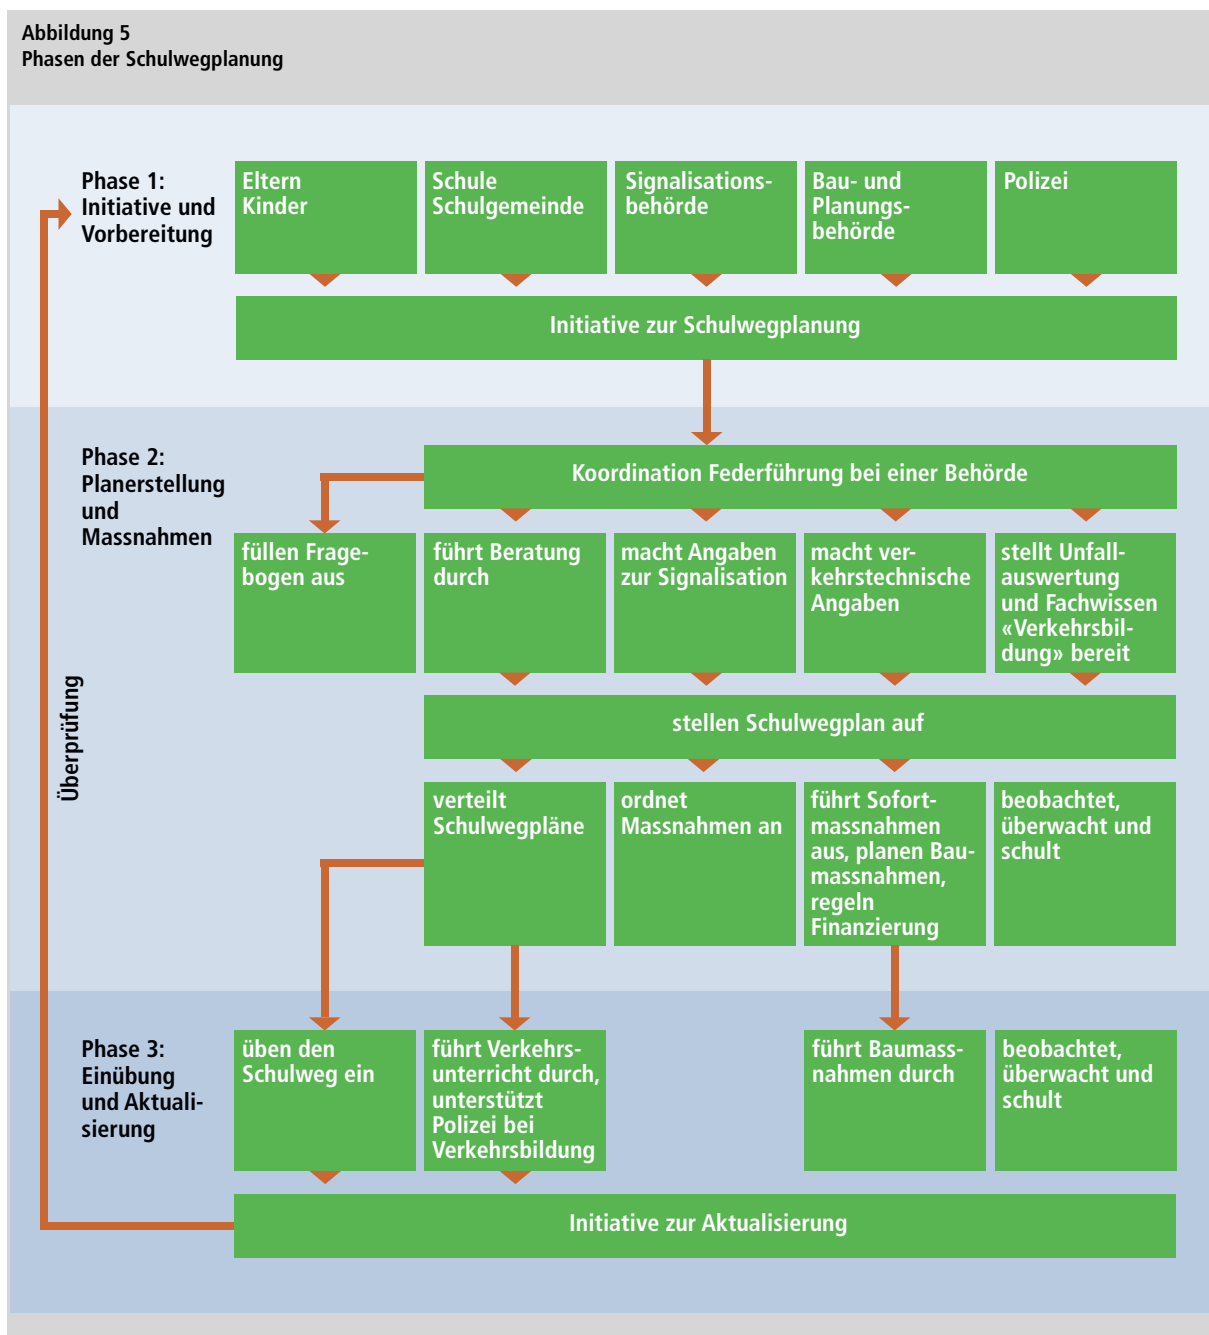 Abbildung 5
Phasen der Schulwegplanung
Phase 1:
Initiative und
Vorbereitung
Eltern
Kinder
Schule
Schulgemeinde
Signalisations-
behörde
Bau- und
Planungs-
behörde
Polizei
Initiative zur Schulwegplanung
Phase 2:
Planerstellung
und
Massnahmen
Koordination Federführung bei einer Behörde
füllen Frage-
bogen aus
führt Beratung
durch
macht Angaben
zur Signalisation
macht ver-
kehrstechnische
Angaben
stellt Unfall-
auswertung
und Fachwissen
«Verkehrsbil-
dung» bereit
Überprüfung
stellen Schulwegplan auf
verteilt
Schulwegpläne
ordnet
Massnahmen an
führt Sofort-
massnahmen
aus, planen Bau-
massnahmen,
regeln
Finanzierung
beobachtet,
überwacht und
schult
Phase 3:
Einübung
und Aktuali-
sierung
üben den
Schulweg ein
führt Verkehrs-
unterricht durch,
unterstützt
Polizei bei
Verkehrsbildung
führt Baumass-
nahmen durch
beobachtet,
überwacht und
schult
Initiative zur Aktualisierung